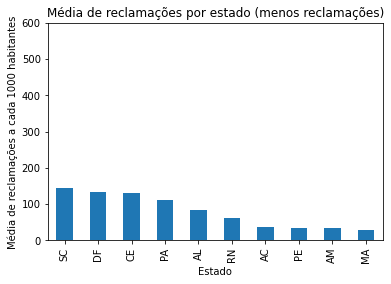 Média de reclamações por estado (menos reclamações)
Média de reclamações a cada 1000 habitantes
600
500
400
300
200
100
0
SC DF CE PA AL RN AC PE AM MA
Estado